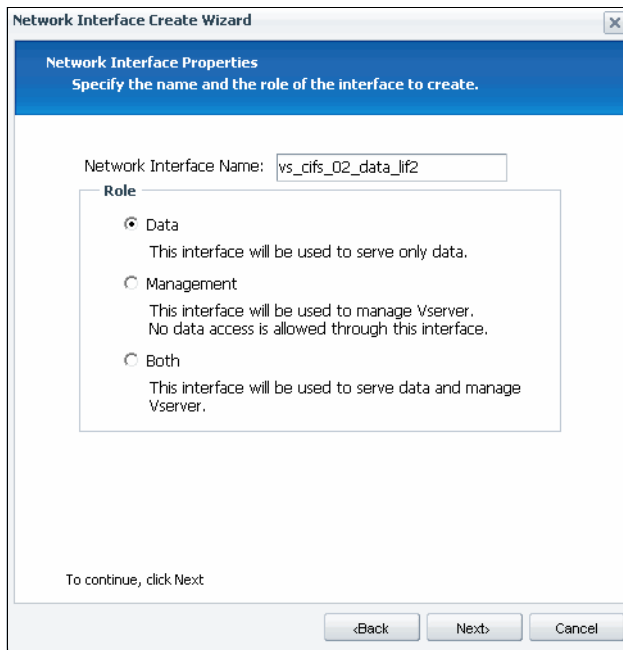 Network Interface Create Wizard
Network Interface Properties
Specify the name and the role of the interface to create.
Network Interface Name: vs_cifs_02_data_lif2
Role
Data
This interface will be used to serve only data.
Management
This interface will be used to manage Vserver.
No data access is allowed through this interface.
Both
This interface will be used to serve data and manage
Vserver.
To continue, click Next
<Back Next> Cancel